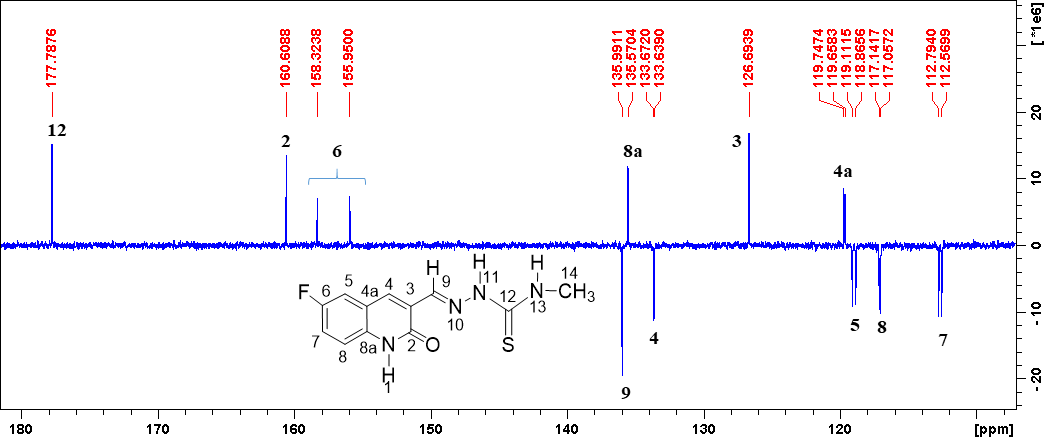 177.7876
160.6088
158.3238
155.9500
135.9911
135.5704
133.6720
133.6390
126.6939
119.7474
119.6583
119.1115
118.8656
117.1417
117.0572
112.7940
112.5699
[ *1e6]
20
10
0
-10
-20
12
2
6
8a
3
4a
9
4
5
8
7
H
H
H
14
5
4
9
11
F
6
4a
3
N
NH
12
N
CH3
10
13
7
8a
2
O
S
8
N
H
1
180
170
160
150
140
130
120
[ppm]